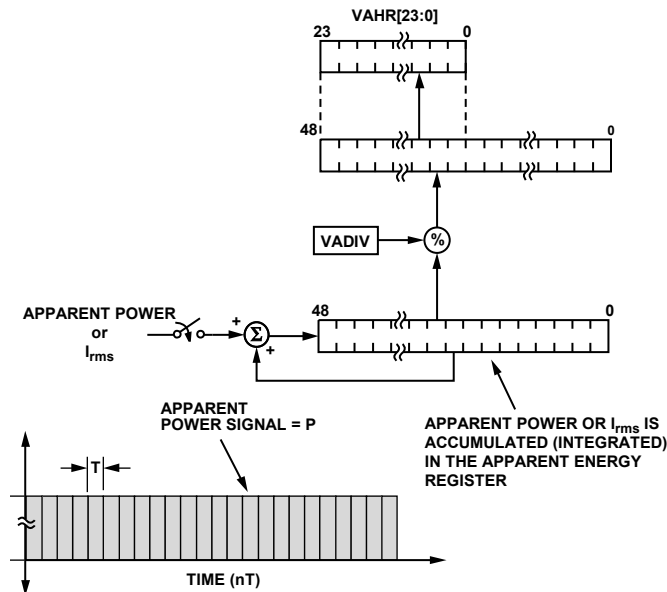 VAHR[23:0]
23 0
48 0
VADIV %
APPARENT POWER
or
Irms
+
Σ
+
48 0
APPARENT
POWER SIGNAL = P
T
APPARENT POWER OR Irms IS
ACCUMULATED (INTEGRATED)
IN THE APPARENT ENERGY
REGISTER
TIME (nT)